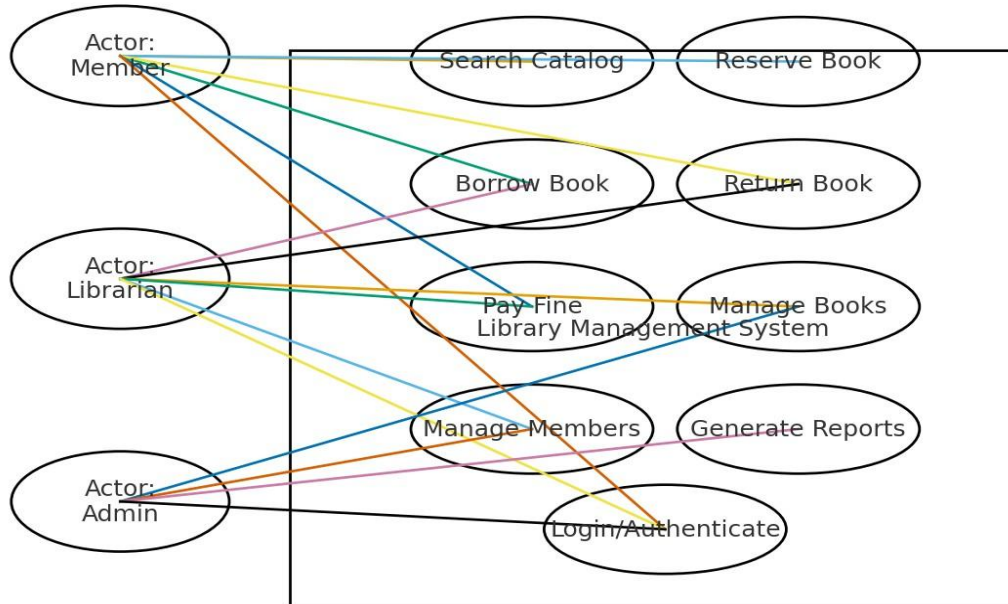 Actor:
Member
Search Catalog
Reserve Book
Borrow Book
Return Book
Actor:
Librarian
Pay Fine
Manage Books
Library Management System
Manage Members
Generate Reports
Actor:
Admin
Login/Authenticate